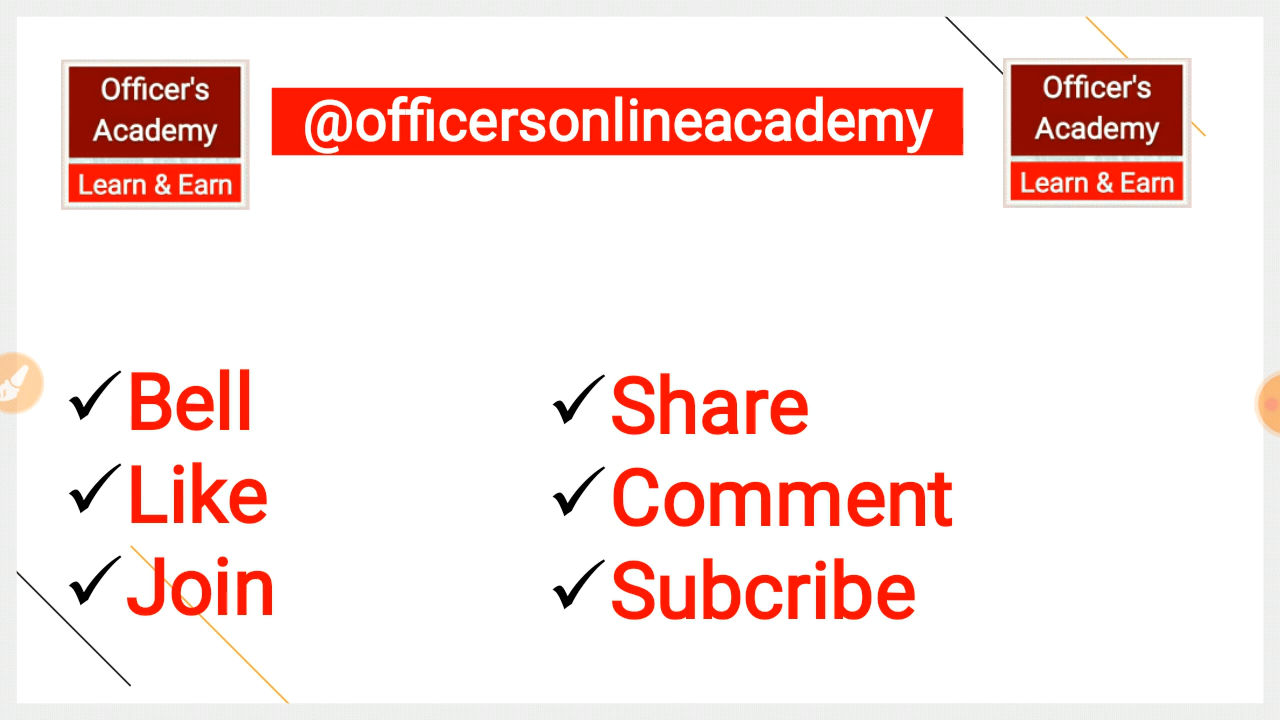 Officer's
Academy
Learn & Earn
@officersonlineacademy
Officer's
Academy
Learn & Earn
✓Bell
✓Like
✓Join
✓Share
✓Comment
✓Subcribe